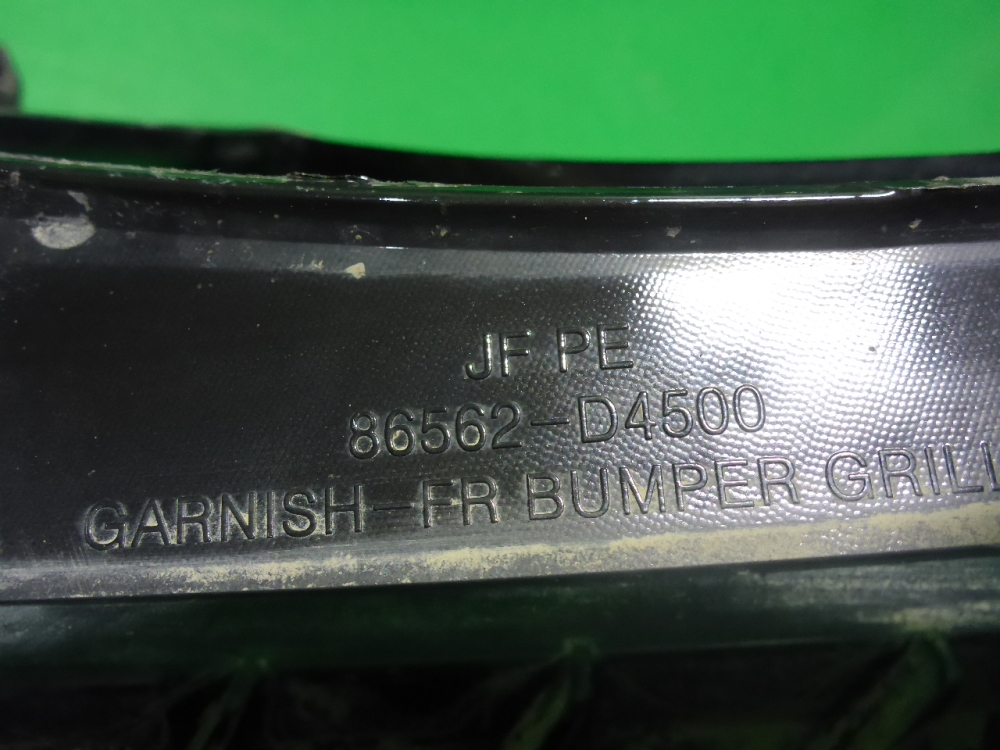 JF PE
86562-D4500
GARNISH-FR BUMPER